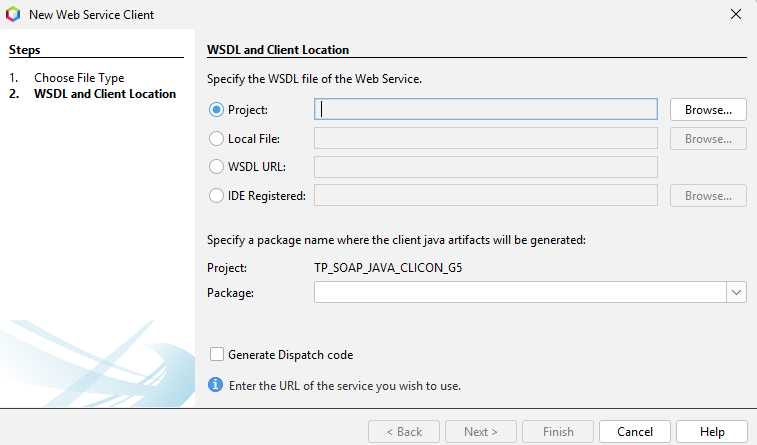 New Web Service Client
Steps
1. Choose File Type
2. WSDL and Client Location
WSDL and Client Location
Specify the WSDL file of the Web Service.
Project: Browse...
Local File: Browse...
WSDL URL:
IDE Registered: Browse...
Specify a package name where the client java artifacts will be generated:
Project: TP_SOAP_JAVA_CLICON_G5
Package:
Generate Dispatch code
Enter the URL of the service you wish to use.
< Back Next > Finish Cancel Help